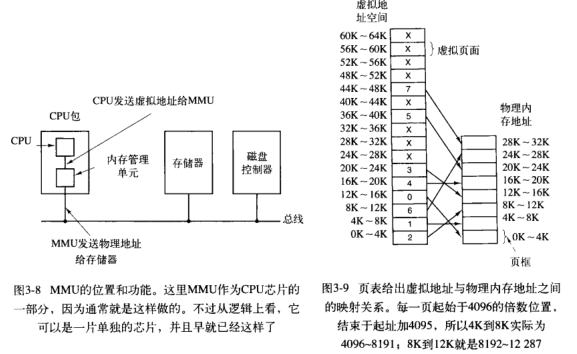 CPU包
CPU发送虚拟地址给MMU
CPU
内存管理
单元
存储器
磁盘
控制器
总线
MMU发送物理地址
给存储器
图3-8 MMU的位置和功能。这里MMU作为CPU芯片的
一部分，因为通常就是这样做的。不过从逻辑上看，它
可以是一片单独的芯片，并且早就已经这样了
虚拟地
址空间
60K～64K X
56K～60K X 虚拟页面
52K～56K X
48K～52K X
44K～48K 7
40K～44K X
36K～40K 5
32K～36K X
28K～32K X
24K～28K X
20K～24K 3
16K～20K 4
12K～16K 0
8K～12K 6
4K～8K 1
0K～4K 2
物理内
存地址
28K～32K
24K～28K
20K～24K
16K～20K
12K～16K
8K～12K
4K～8K
0K～4K
页框
图3-9 页表给出虚拟地址与物理内存地址之间
的映射关系。每一页起始于4096的倍数位置，
结束于起址加4095，所以4K到8K实际为
4096~8191；8K到12K就是8192~12 287